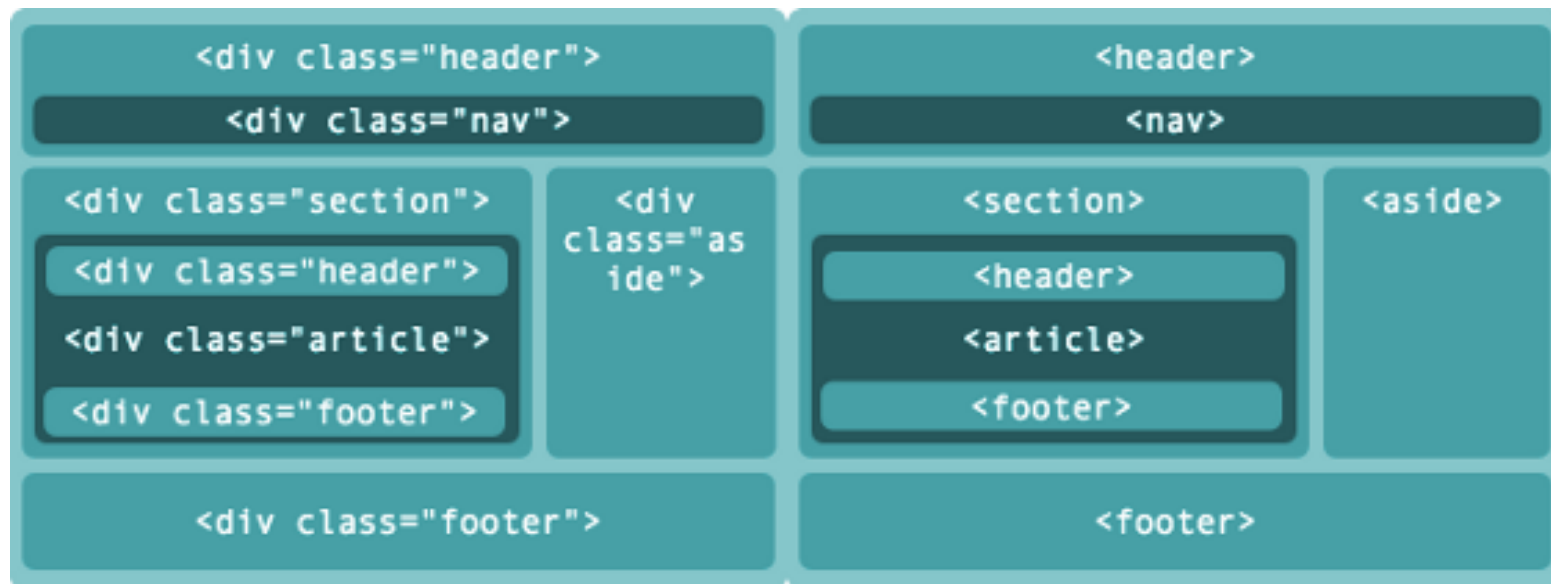 <div class="header">
<div class="nav">
<div class="section">
<div class="header">
<div class="article">
<div class="footer">
<div
class="as
ide">
<div class="footer">
<header>
<nav>
<section>
<header>
<article>
<footer>
<aside>
<footer>